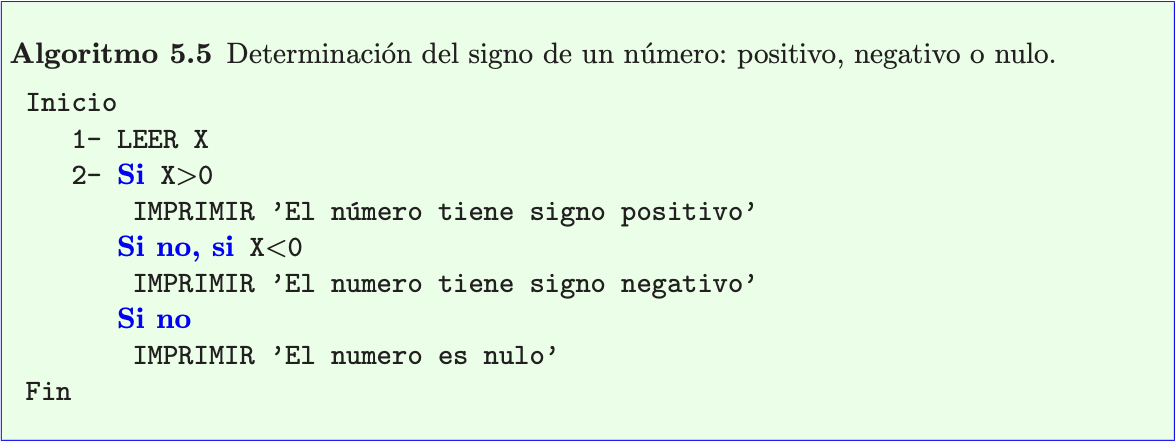 Algoritmo 5.5 Determinación del signo de un número: positivo, negativo o nulo.
Inicio
1- LEER X
2- Si X>0
IMPRIMIR 'El número tiene signo positivo'
Si no, si X<0
IMPRIMIR 'El numero tiene signo negativo'
Si no
IMPRIMIR 'El numero es nulo'
Fin